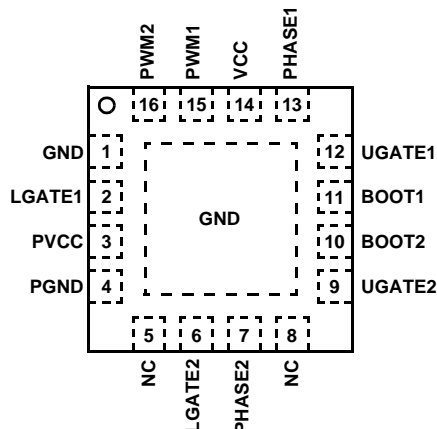 PWM2 PWM1 VCC PHASE1
16 15 14 13
GND 1 12 UGATE1
LGATE1 2 11 BOOT1
GND
PVCC 3 10 BOOT2
PGND 4 9 UGATE2
5 6 7 8
NC LGATE2 PHASE2 NC